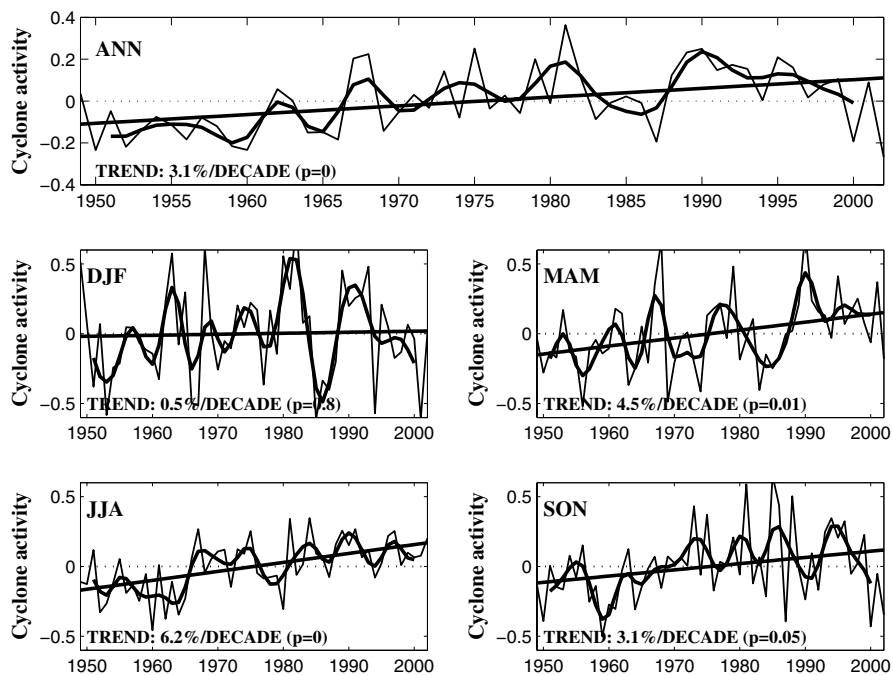 0.4
0.2
0
−0.2
−0.4
Cyclone activity
ANN
TREND: 3.1%/DECADE (p=0)
1950 1955 1960 1965 1970 1975 1980 1985 1990 1995 2000
0.5
0
−0.5
Cyclone activity
DJF
TREND: 0.5%/DECADE (p=0.8)
1950 1960 1970 1980 1990 2000
0.5
0
−0.5
Cyclone activity
MAM
TREND: 4.5%/DECADE (p=0.01)
1950 1960 1970 1980 1990 2000
0.5
0
−0.5
Cyclone activity
JJA
TREND: 6.2%/DECADE (p=0)
1950 1960 1970 1980 1990 2000
0.5
0
−0.5
Cyclone activity
SON
TREND: 3.1%/DECADE (p=0.05)
1950 1960 1970 1980 1990 2000